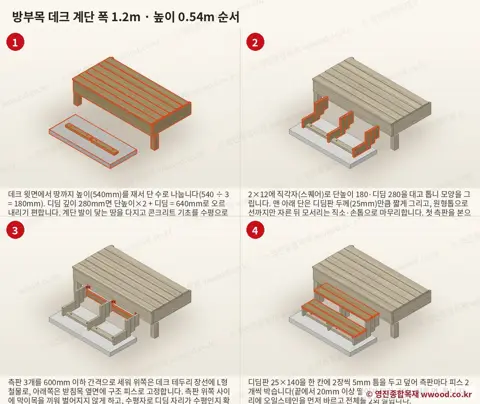 방부목 데크 계단 폭 1.2m · 높이 0.54m 순서
1
2
데크 윗면에서 땅까지 높이(540mm)를 재서 단 수로 나눕니다(540 ÷ 3
= 180mm). 디딤 깊이 280mm면 단높이×2 + 디딤 = 640mm로 오르
내리기 편합니다. 계단 발이 닿는 땅을 다지고 콘크리트 기초를 수평으로
2×12에 직각자(스퀘어)로 단높이 180·디딤 280을 대고 톱니 모양을 그
립니다. 맨 아래 단은 디딤판 두께(25mm)만큼 짧게 그리고, 원형톱으로
선까지만 자른 뒤 모서리는 직소·손톱으로 마무리합니다. 첫 측판을 본으
3
4
측판 3개를 600mm 이하 간격으로 세워 위쪽은 데크 테두리 장선에 L형
철물로, 아래쪽은 받침목 옆면에 구조 피스로 고정합니다. 측판 위쪽 사이
에 막이목을 끼워 벌어지지 않게 하고, 수평자로 디딤 자리가 수평인지 확
디딤판 25×140을 한 칸에 2장씩 5mm 틈을 두고 덮어 측판마다 피스 2
개씩 박습니다(끝에서 20mm 이상
리에 오일스테인을 먼저 바르고 전체를 2회
© 영진종합목재 wwood.co.kr